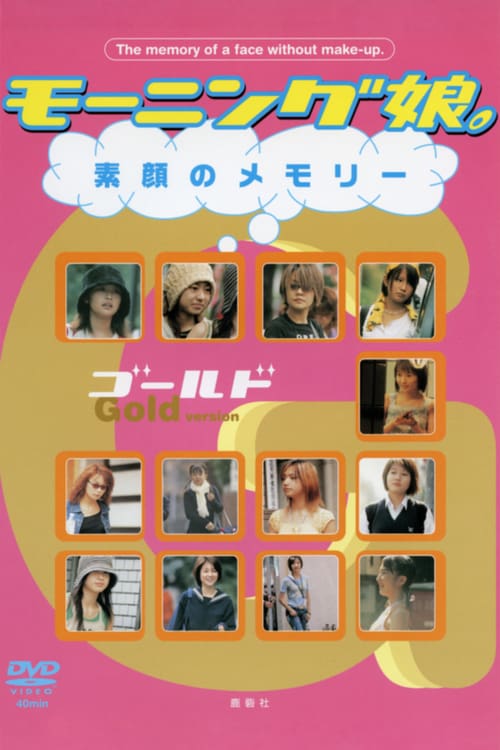 The memory of a face without make-up.
モーニング娘。
素顔のメモリー
ゴールド
Gold version
DVD
VIDEO
40min
鹿砦社